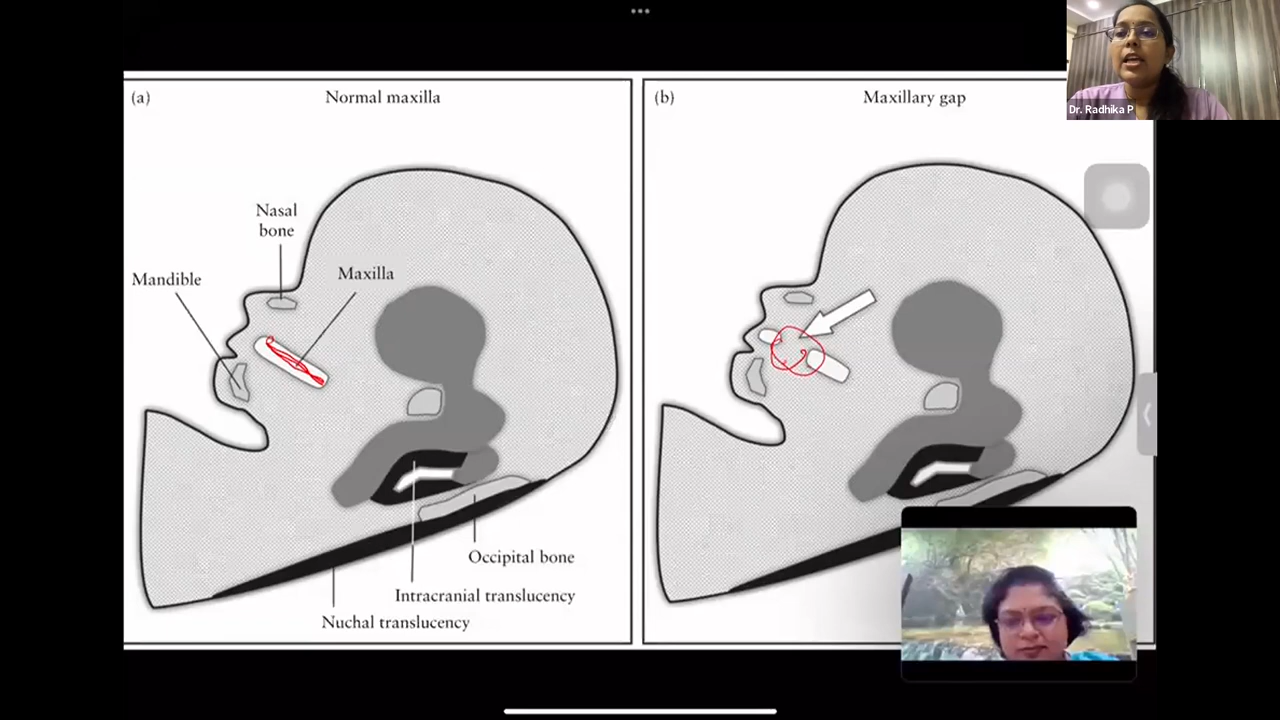 (a)
Normal maxilla
(b)
Maxillary gap
Dr. Radhika P
Nasal
bone
Mandible
Maxilla
Occipital bone
Intracranial translucency
Nuchal translucency